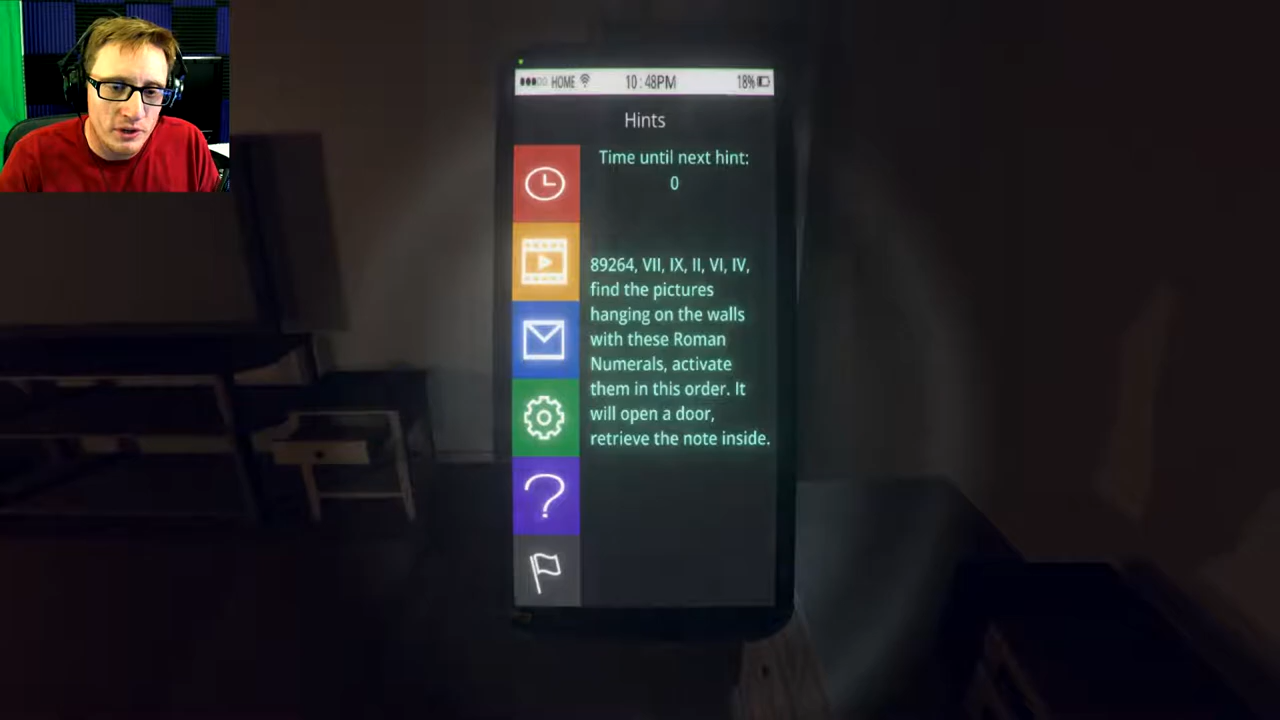 HOME 10:48PM 18%
Hints
Time until next hint:
0
89264, VII, IX, II, VI, IV,
find the pictures
hanging on the walls
with these Roman
Numerals, activate
them in this order. It
will open a door,
retrieve the note inside.